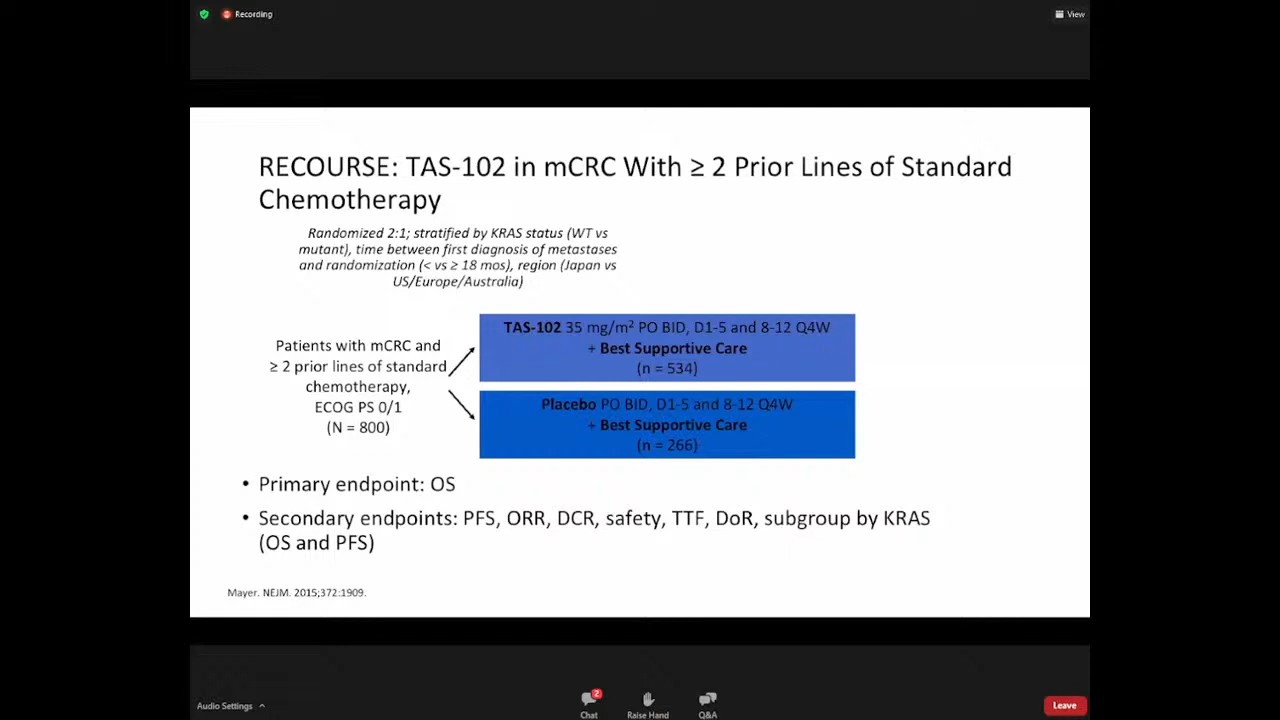 Recording
View
RECOURSE: TAS-102 in mCRC With ≥ 2 Prior Lines of Standard
Chemotherapy
Randomized 2:1; stratified by KRAS status (WT vs
mutant), time between first diagnosis of metastases
and randomization (< vs ≥ 18 mos), region (Japan vs
US/Europe/Australia)
Patients with mCRC and
≥ 2 prior lines of standard
chemotherapy,
ECOG PS 0/1
(N = 800)
TAS-102 35 mg/m² PO BID, D1-5 and 8-12 Q4W
+ Best Supportive Care
(n = 534)
Placebo PO BID, D1-5 and 8-12 Q4W
+ Best Supportive Care
(n = 266)
• Primary endpoint: OS
• Secondary endpoints: PFS, ORR, DCR, safety, TTF, DoR, subgroup by KRAS
(OS and PFS)
Mayer. NEJM. 2015;372:1909.
Audio Settings
2
Chat
Raise Hand
Q&A
Leave